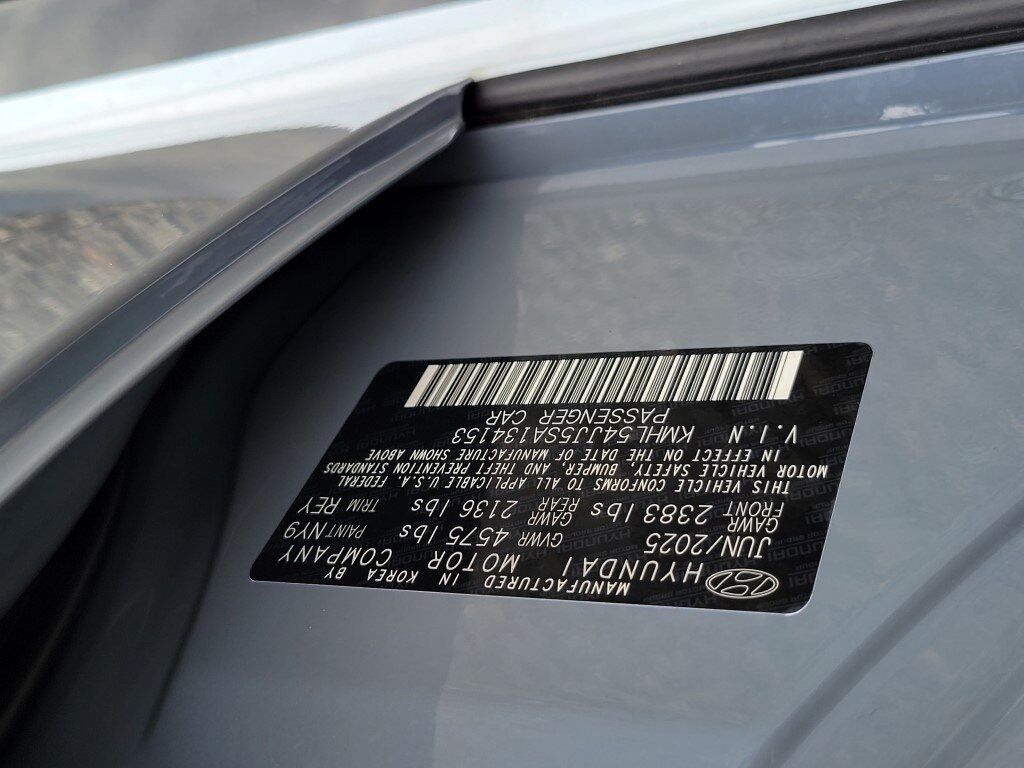 MANUFACTURED IN KOREA BY
HYUNDAI MOTOR COMPANY
JUN/2025 GVWR 4575 lbs PAINT NY9
GAWR FRONT 2383 lbs GAWR REAR 2136 lbs TRIM REY
THIS VEHICLE CONFORMS TO ALL APPLICABLE U.S.A. FEDERAL
MOTOR VEHICLE SAFETY, BUMPER, AND THEFT PREVENTION STANDARDS
IN EFFECT ON THE DATE OF MANUFACTURE SHOWN ABOVE
V.I.N KMHL54JJ5SA134153
PASSENGER CAR